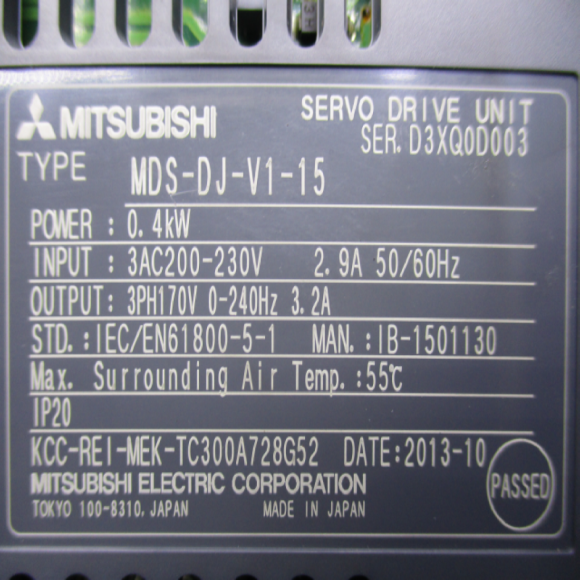 MITSUBISHI SERVO DRIVE UNIT
SER. D3XQ0D003
TYPE MDS-DJ-V1-15
POWER : 0.4kW
INPUT : 3AC200-230V 2.9A 50/60Hz
OUTPUT: 3PH170V 0-240Hz 3.2A
STD.: IEC/EN61800-5-1 MAN.: IB-1501130
Max. Surrounding Air Temp.:55℃
IP20
KCC-REI-MEK-TC300A728G52 DATE:2013-10
MITSUBISHI ELECTRIC CORPORATION
PASSED
TOKYO 100-8310, JAPAN MADE IN JAPAN